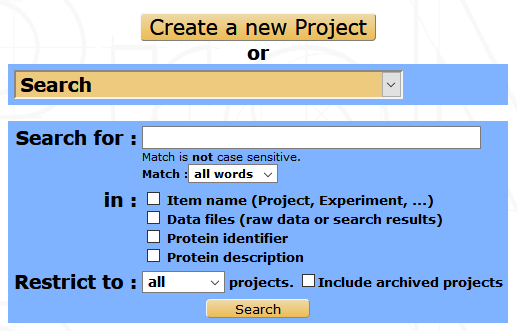 Create a new Project
or
Search
Search for :
Match is not case sensitive.
Match : all words
in : Item name (Project, Experiment, ...)
Data files (raw data or search results)
Protein identifier
Protein description
Restrict to : all projects. Include archived projects
Search